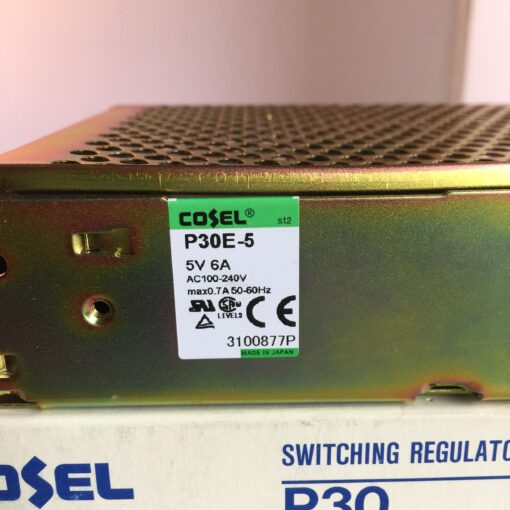 COSEL® st2
P30E-5
5V 6A
AC100-240V
max0.7A 50-60Hz
LEVEL3
3100877P
MADE IN JAPAN
COSEL
SWITCHING REGULATO
P30